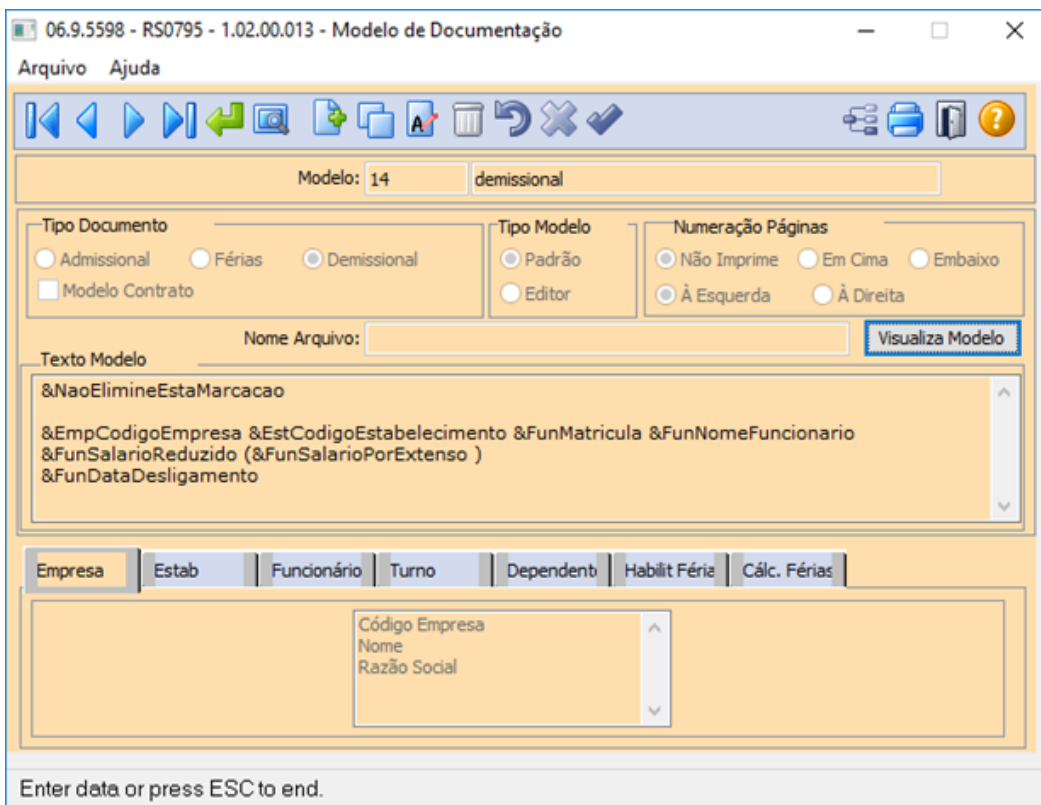 06.9.5598 - RS0795 - 1.02.00.013 - Modelo de Documentação
Arquivo Ajuda
Modelo: 14 demissional
Tipo Documento Tipo Modelo Numeração Páginas
Admissional Férias Demissional Padrão Não Imprime Em Cima Embaixo
Modelo Contrato Editor À Esquerda À Direita
Nome Arquivo: Visualiza Modelo
Texto Modelo
&NaoElimineEstaMarcacao
&EmpCodigoEmpresa &EstCodigoEstabelecimento &FunMatricula &FunNomeFuncionario
&FunSalarioReduzido (&FunSalarioPorExtenso )
&FunDataDesligamento
Empresa Estab Funcionário Turno Dependent Habilit Féria Cálc. Férias
Código Empresa
Nome
Razão Social
Enter data or press ESC to end.